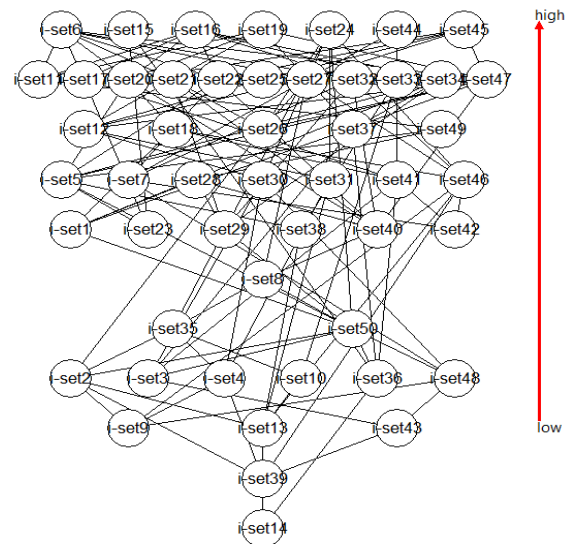 i-set6 i-set15 i-set16 i-set19 i-set24 i-set44 i-set45 high
i-set11 i-set17 i-set20 i-set21 i-set22 i-set25 i-set27 i-set32 i-set33 i-set34 i-set47
i-set12 i-set18 i-set26 i-set37 i-set49
i-set5 i-set7 i-set28 i-set30 i-set31 i-set41 i-set46
i-set1 i-set23 i-set29 i-set38 i-set40 i-set42
i-set8
i-set35 i-set50
i-set2 i-set3 i-set4 i-set10 i-set36 i-set48
i-set9 i-set13 i-set43 low
i-set39
i-set14